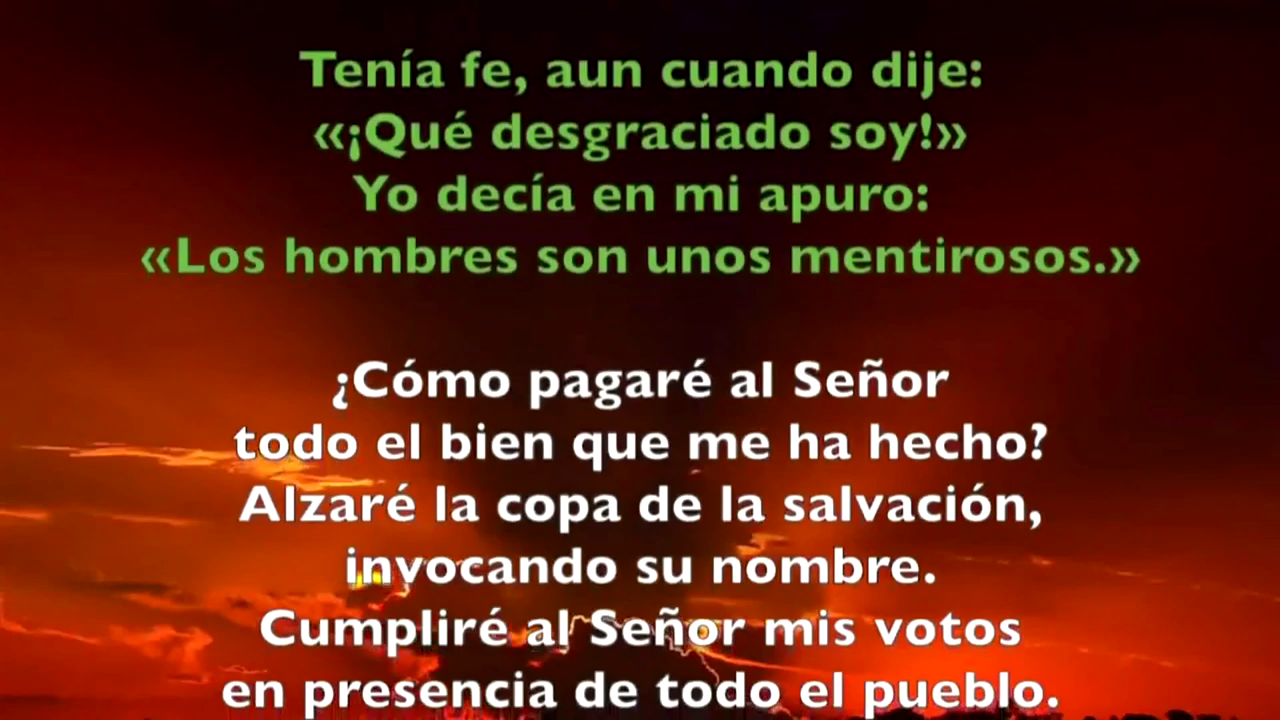 Tenía fe, aun cuando dije:
«¡Qué desgraciado soy!»
Yo decía en mi apuro:
«Los hombres son unos mentirosos.»
¿Cómo pagaré al Señor
todo el bien que me ha hecho?
Alzaré la copa de la salvación,
invocando su nombre.
Cumpliré al Señor mis votos
en presencia de todo el pueblo.